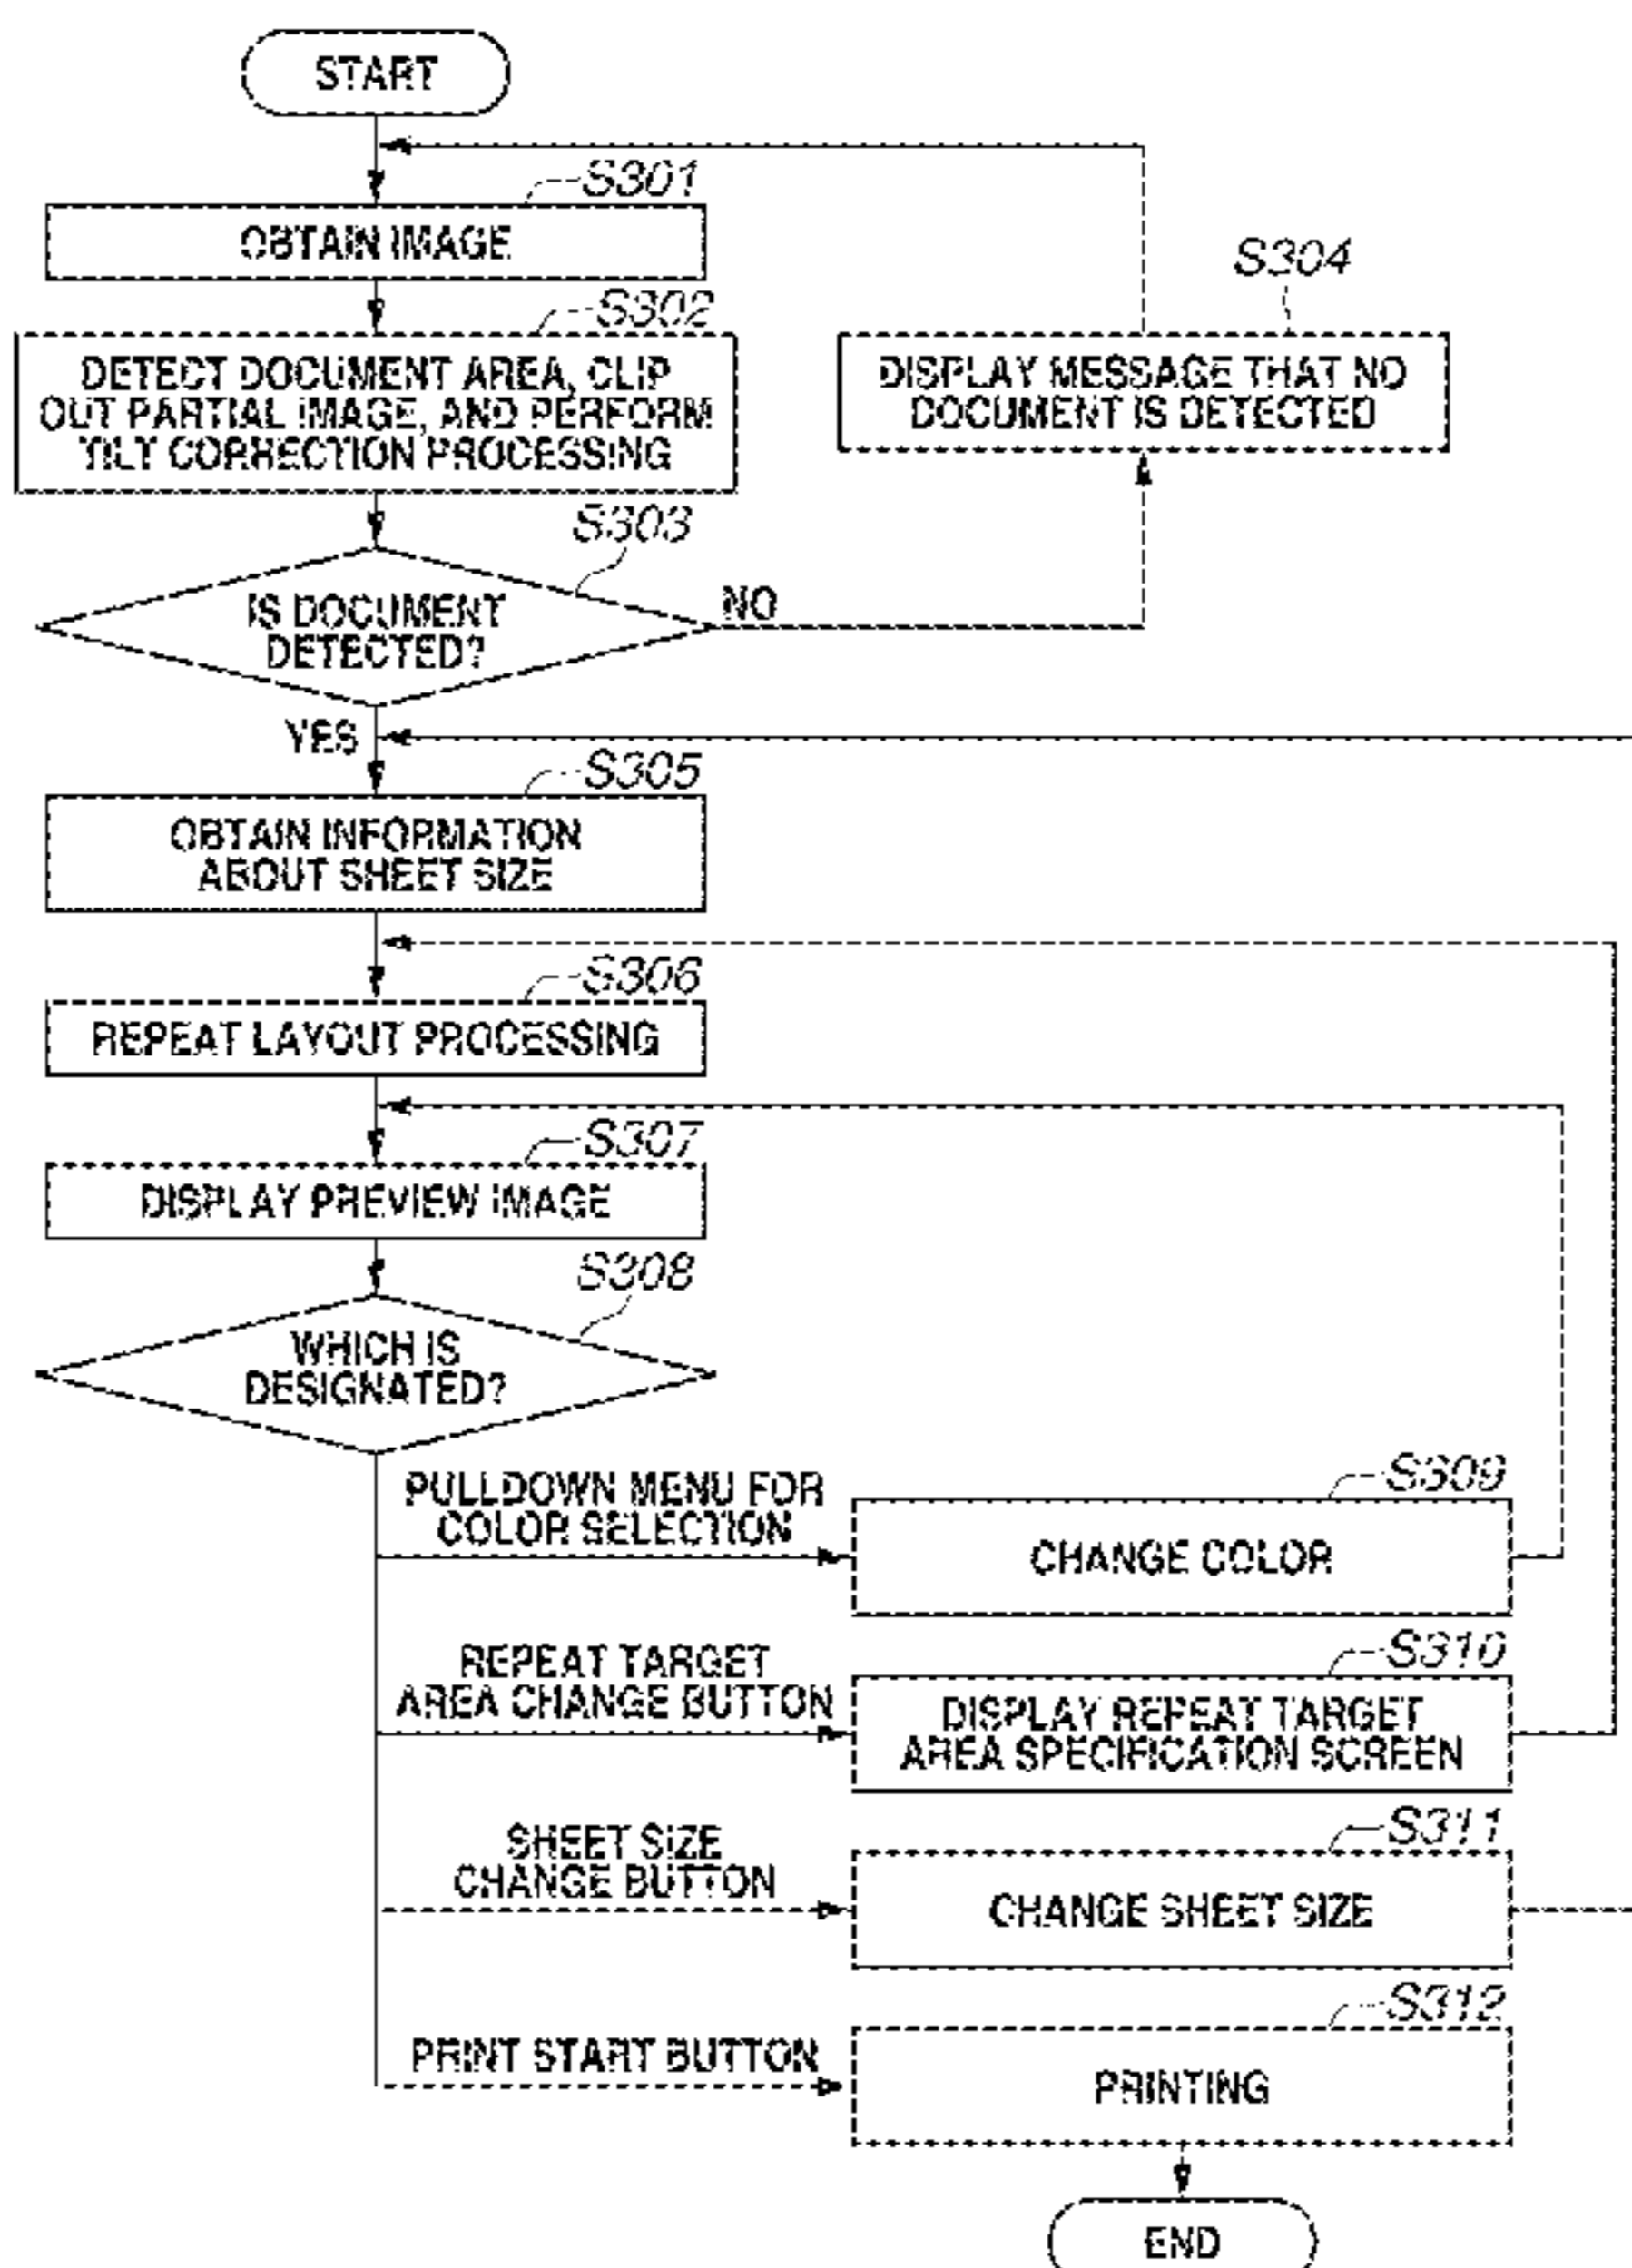 START
S301
OBTAIN IMAGE
S302
DETECT DOCUMENT AREA, CLIP
OUT PARTIAL IMAGE, AND PERFORM
TILT CORRECTION PROCESSING
S304
DISPLAY MESSAGE THAT NO
DOCUMENT IS DETECTED
S303
IS DOCUMENT
DETECTED?
NO
YES
S305
OBTAIN INFORMATION
ABOUT SHEET SIZE
S306
REPEAT LAYOUT PROCESSING
S307
DISPLAY PREVIEW IMAGE
S308
WHICH IS
DESIGNATED?
PULLDOWN MENU FOR
COLOR SELECTION
S309
CHANGE COLOR
REPEAT TARGET
AREA CHANGE BUTTON
S310
DISPLAY REPEAT TARGET
AREA SPECIFICATION SCREEN
SHEET SIZE
CHANGE BUTTON
S311
CHANGE SHEET SIZE
PRINT START BUTTON
S312
PRINTING
END